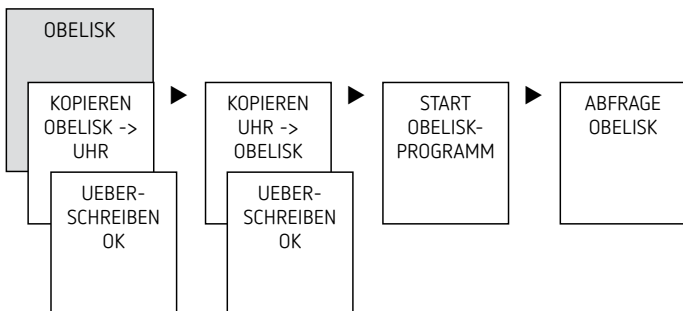 OBELISK
KOPIEREN
OBELISK ->
UHR
UEBER-
SCHREIBEN
OK
KOPIEREN
UHR ->
OBELISK
UEBER-
SCHREIBEN
OK
START
OBELISK-
PROGRAMM
ABFRAGE
OBELISK